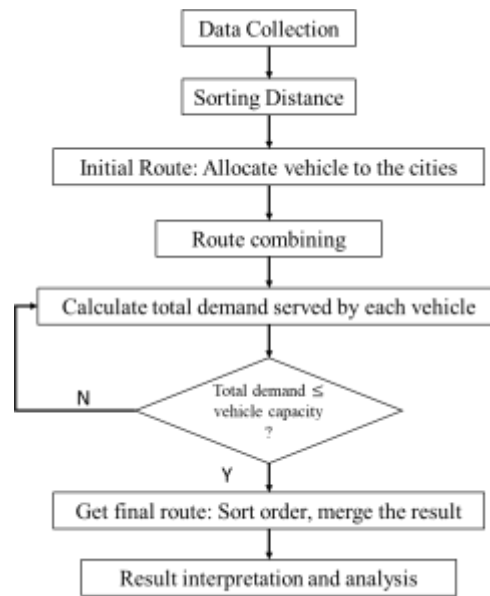 Data Collection
Sorting Distance
Initial Route: Allocate vehicle to the cities
Route combining
Calculate total demand served by each vehicle
Total demand ≦
vehicle capacity
?
N
Y
Get final route: Sort order, merge the result
Result interpretation and analysis